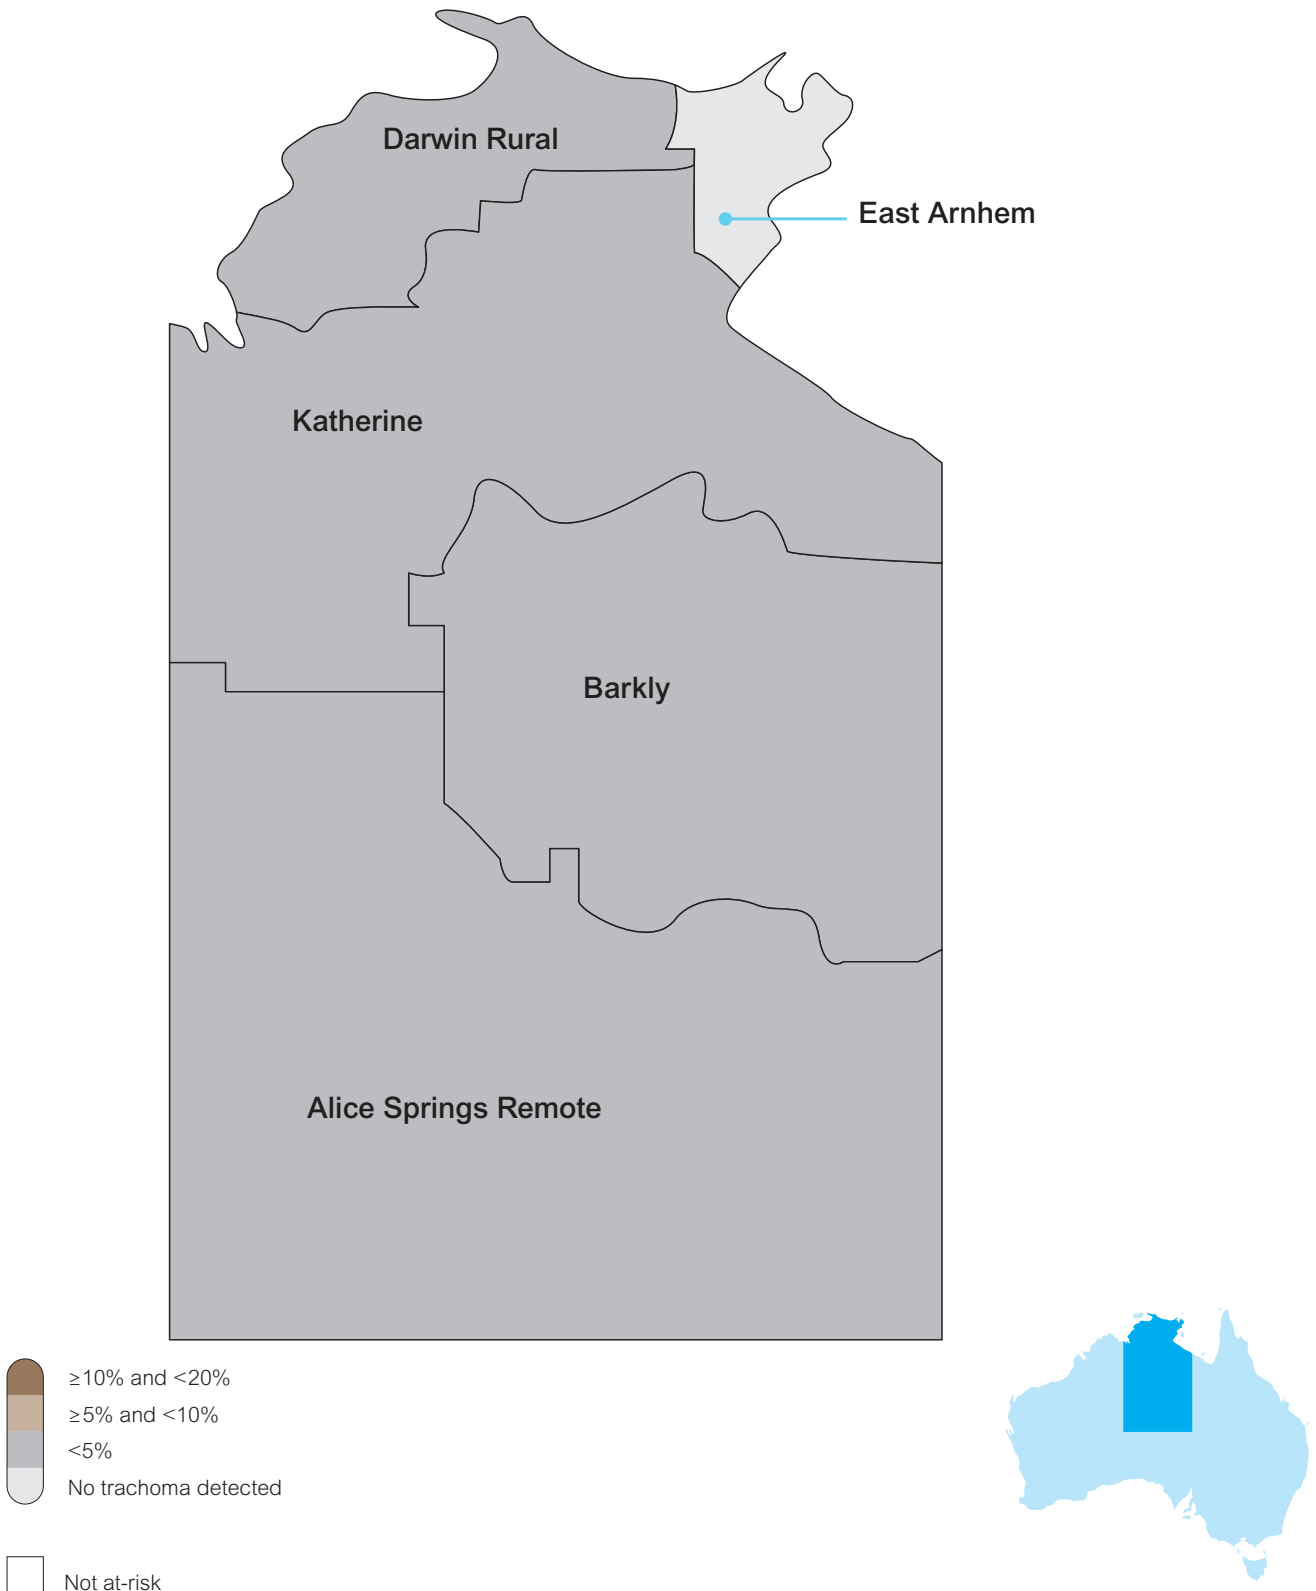 Darwin Rural
East Arnhem
Katherine
Barkly
Alice Springs Remote
≥10% and <20%
≥5% and <10%
<5%
No trachoma detected
Not at-risk